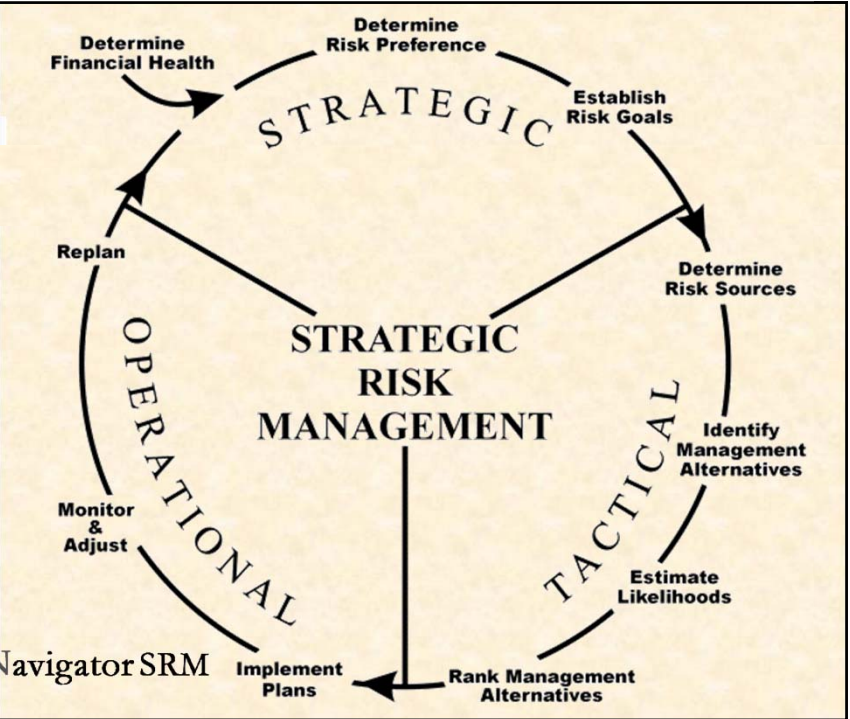 Determine
Financial Health
Determine
Risk Preference
Establish
Risk Goals
STRATEGIC
Determine
Risk Sources
Identify
Management
Alternatives
Estimate
Likelihoods
Rank Management
Alternatives
TACTICAL
Implement
Plans
Monitor
&
Adjust
Replan
OPERATIONAL
STRATEGIC
RISK
MANAGEMENT
Navigator SRM